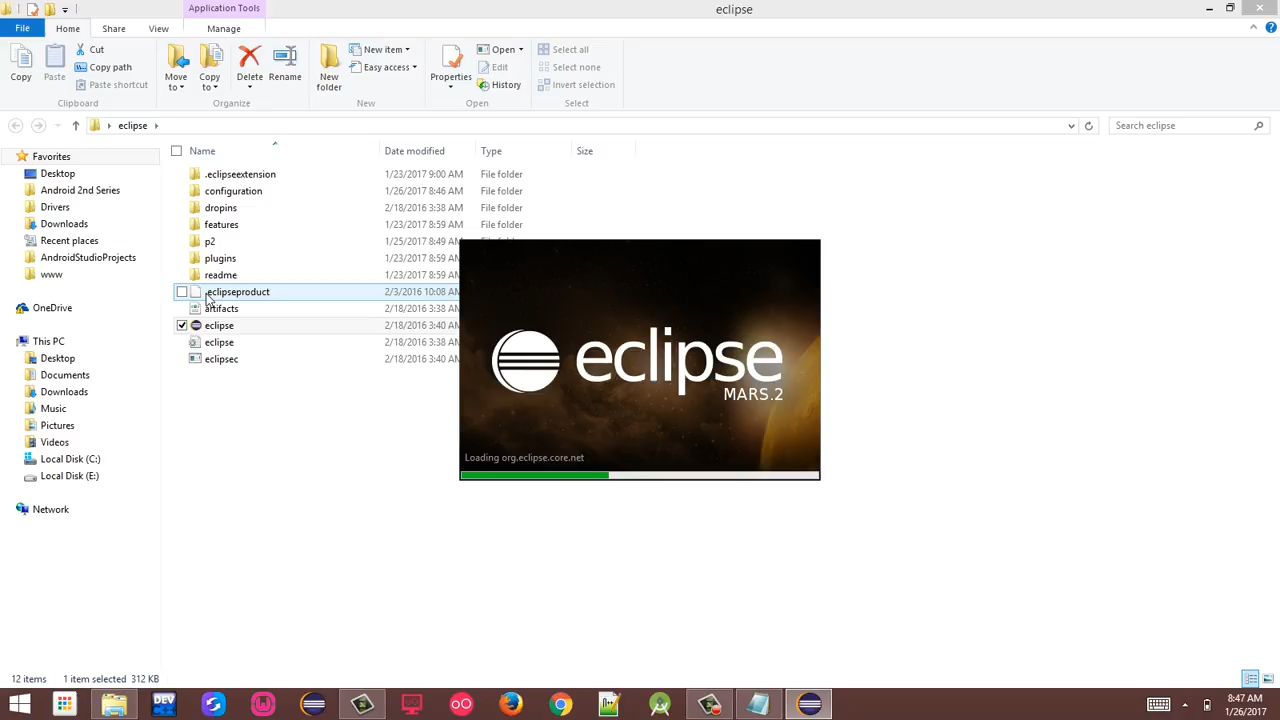 Application Tools
eclipse
File
Home
Share
View
Manage
Copy
Paste
Cut
Copy path
Paste shortcut
Clipboard
Move to
Copy to
Delete
Rename
Organize
New folder
New item
Easy access
New
Properties
Open
Edit
History
Open
Select all
Select none
Invert selection
Select
eclipse
Search eclipse
Name
Date modified
Type
Size
Favorites
Desktop
Android 2nd Series
Drivers
Downloads
Recent places
AndroidStudioProjects
www
OneDrive
This PC
Desktop
Documents
Downloads
Music
Pictures
Videos
Local Disk (C:)
Local Disk (E:)
Network
.eclipseextension 1/23/2017 9:00 AM File folder
configuration 1/26/2017 8:46 AM File folder
dropins 2/18/2016 3:38 AM File folder
features 1/23/2017 8:59 AM File folder
p2 1/25/2017 8:49 AM File folder
plugins 1/23/2017 8:59 AM
readme 1/23/2017 8:59 AM
.eclipseproduct 2/3/2016 10:08 AM
artifacts 2/18/2016 3:38 AM
eclipse 2/18/2016 3:40 AM
eclipse 2/18/2016 3:38 AM
eclipsec 2/18/2016 3:40 AM
eclipse
MARS.2
Loading org.eclipse.core.net
12 items 1 item selected 312 KB
DEV
8:47 AM
1/26/2017